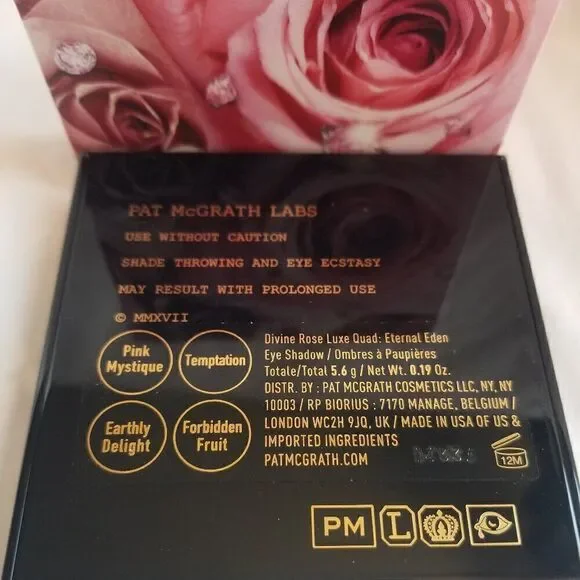 PAT McGRATH LABS
USE WITHOUT CAUTION
SHADE THROWING AND EYE ECSTASY
MAY RESULT WITH PROLONGED USE
© MMXVII
Pink
Mystique
Temptation
Earthly
Delight
Forbidden
Fruit
Divine Rose Luxe Quad: Eternal Eden
Eye Shadow / Ombres à Paupières
Totale/Total 5.6 g / Net Wt. 0.19 Oz.
DISTR. BY : PAT MCGRATH COSMETICS LLC, NY, NY
10003 / RP BIORIUS : 7170 MANAGE, BELGIUM /
LONDON WC2H 9JQ, UK / MADE IN USA OF US &
IMPORTED INGREDIENTS
PATMCGRATH.COM
12M
PM L